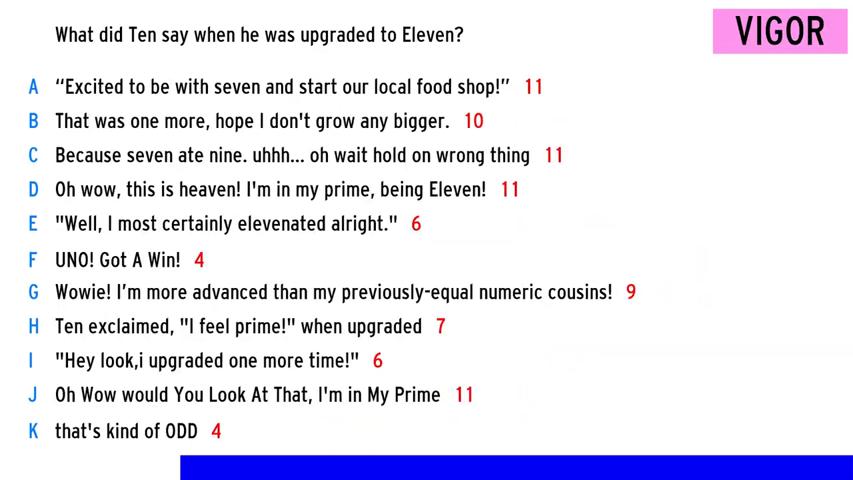 What did Ten say when he was upgraded to Eleven?
VIGOR
A “Excited to be with seven and start our local food shop!” 11
B That was one more, hope I don't grow any bigger. 10
C Because seven ate nine. uhhh... oh wait hold on wrong thing 11
D Oh wow, this is heaven! I'm in my prime, being Eleven! 11
E "Well, I most certainly elevenated alright." 6
F UNO! Got A Win! 4
G Wowie! I’m more advanced than my previously-equal numeric cousins! 9
H Ten exclaimed, "I feel prime!" when upgraded 7
I "Hey look,i upgraded one more time!" 6
J Oh Wow would You Look At That, I'm in My Prime 11
K that's kind of ODD 4